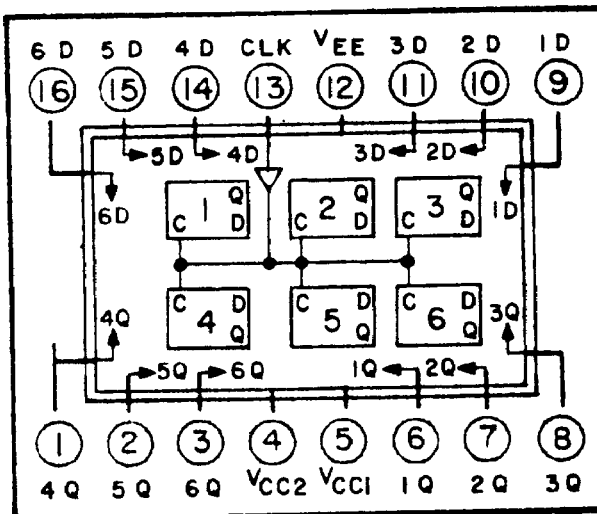 6 D 5 D 4 D CLK VEE 3 D 2 D 1 D
16 15 14 13 12 11 10 9
5D 4D 3D 2D
6D 1 Q C D 2 Q C D 3 Q C D 1D
4Q C D 4 Q C D 5 Q C D 6 Q 3Q
5Q 6Q 1Q 2Q
1 2 3 4 5 6 7 8
4 Q 5 Q 6 Q VCC2 VCC1 1 Q 2 Q 3 Q